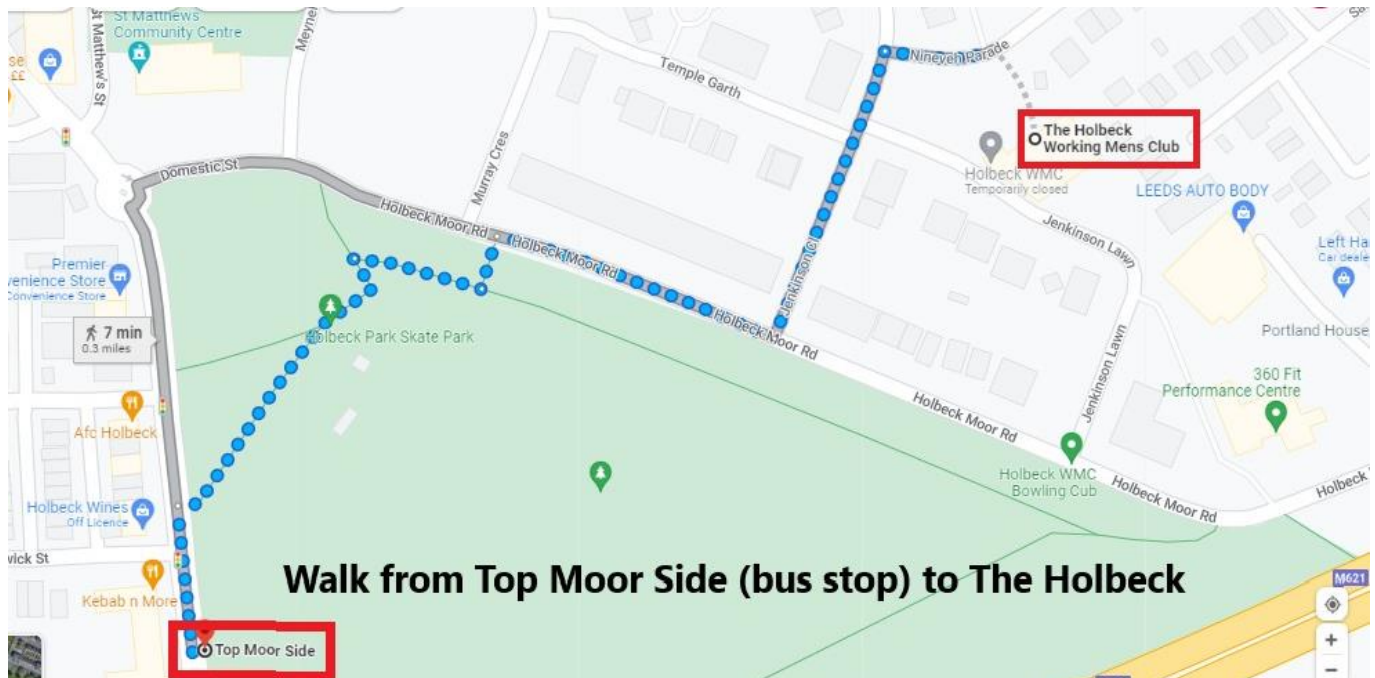 St Matthews
Community Centre
St Matthew's St
Meyne
se
££
Temple Garth
Nineveh Parade
The Holbeck
Working Mens Club
Holbeck WMC
Temporarily closed
LEEDS AUTO BODY
Domestic St
Murray Cres
Holbeck Moor Rd
Holbeck Moor Rd
Holbeck Moor Rd
Jenkinson Cl
Jenkinson Lawn
Left Ha
Car deale
Premier
venience Store
Convenience Store
7 min
0.3 miles
Holbeck Park Skate Park
Portland House
Jenkinson Lawn
360 Fit
Performance Centre
Afc Holbeck
Holbeck Moor Rd
Holbeck WMC
Bowling Cub
Holbeck Moor Rd
Holbeck
Holbeck Wines
Off Licence
wick St
Walk from Top Moor Side (bus stop) to The Holbeck
M621
Kebab n More
Top Moor Side